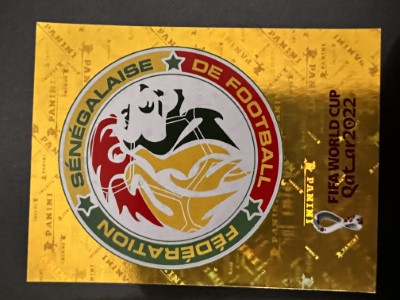 FÉDÉRATION
SÉNÉGALAISE
DE FOOTBALL
FIFA WORLD CUP
Qatar2022
PANINI